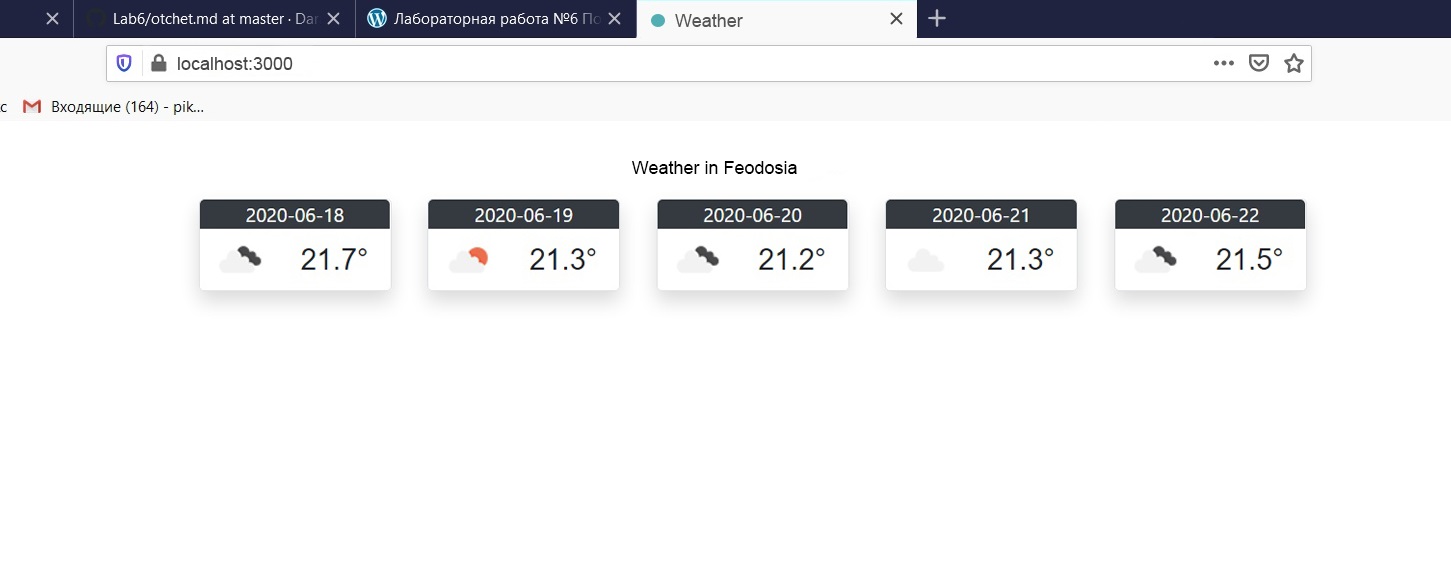 Lab6/otchet.md at master · Dar
Лабораторная работа №6 По
Weather
localhost:3000
с
Входящие (164) - pik...
Weather in Feodosia
2020-06-18 2020-06-19 2020-06-20 2020-06-21 2020-06-22
21.7° 21.3° 21.2° 21.3° 21.5°